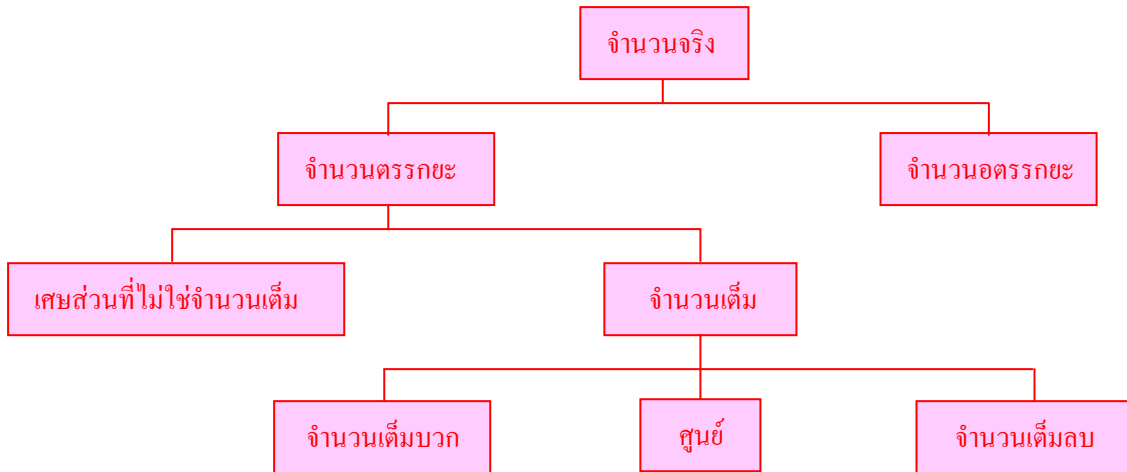 จำนวนจริง
จำนวนตรรกยะ
จำนวนอตรรกยะ
เศษส่วนที่ไม่ใช่จำนวนเต็ม
จำนวนเต็ม
จำนวนเต็มบวก
ศูนย์
จำนวนเต็มลบ